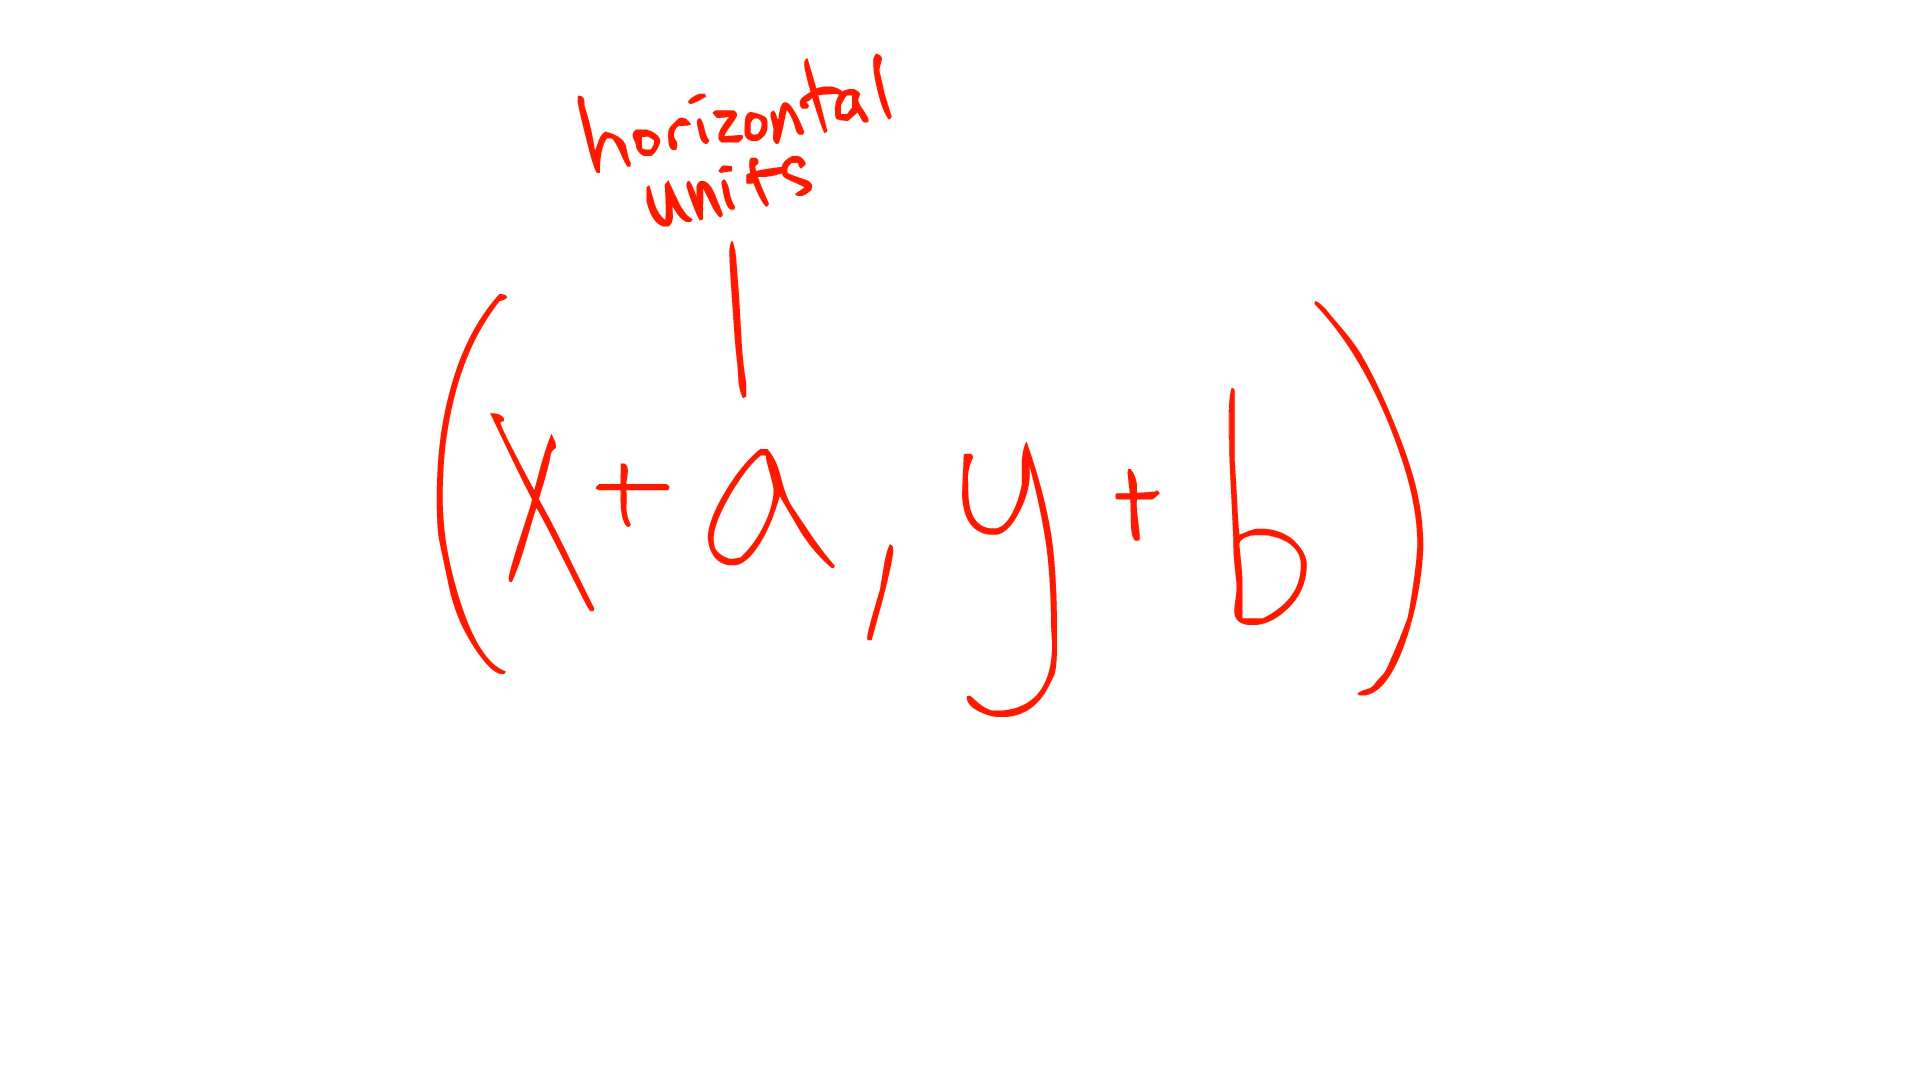 horizontal
units
(x + a, y + b)